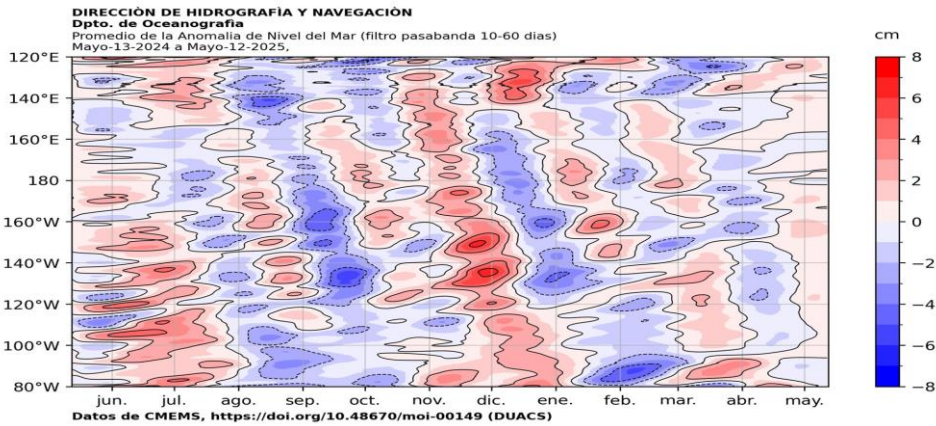 DIRECCIÒN DE HIDROGRAFÌA Y NAVEGACIÒN
Dpto. de Oceanografìa
Promedio de la Anomalia de Nivel del Mar (filtro pasabanda 10-60 dias)
Mayo-13-2024 a Mayo-12-2025,
cm
120°E
140°E
160°E
180
160°W
140°W
120°W
100°W
80°W
jun. jul. ago. sep. oct. nov. dic. ene. feb. mar. abr. may.
8
6
4
2
0
−2
−4
−6
−8
Datos de CMEMS, https://doi.org/10.48670/moi-00149 (DUACS)